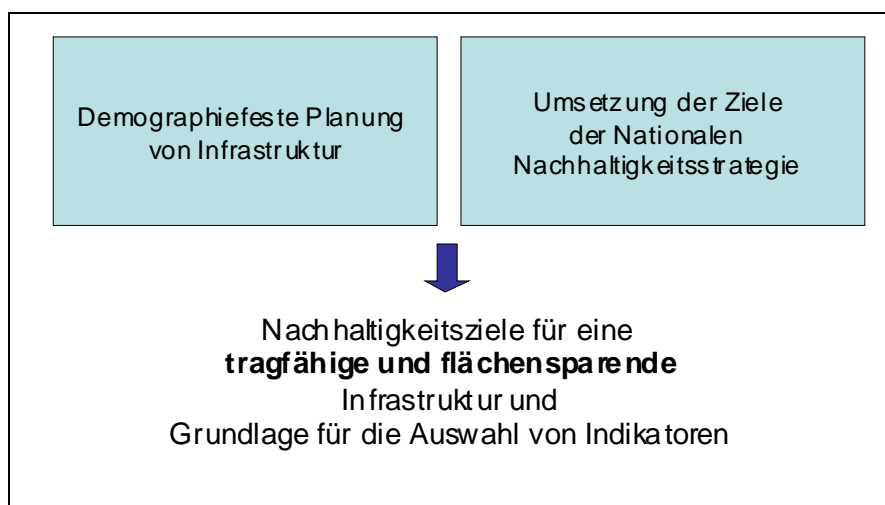 Demographiefeste Planung
von Infrastruktur
Umsetzung der Ziele
der Nationalen
Nachhaltigkeitsstrategie
Nachhaltigkeitsziele für eine
tragfähige und flächensparende
Infrastruktur und
Grundlage für die Auswahl von Indikatoren